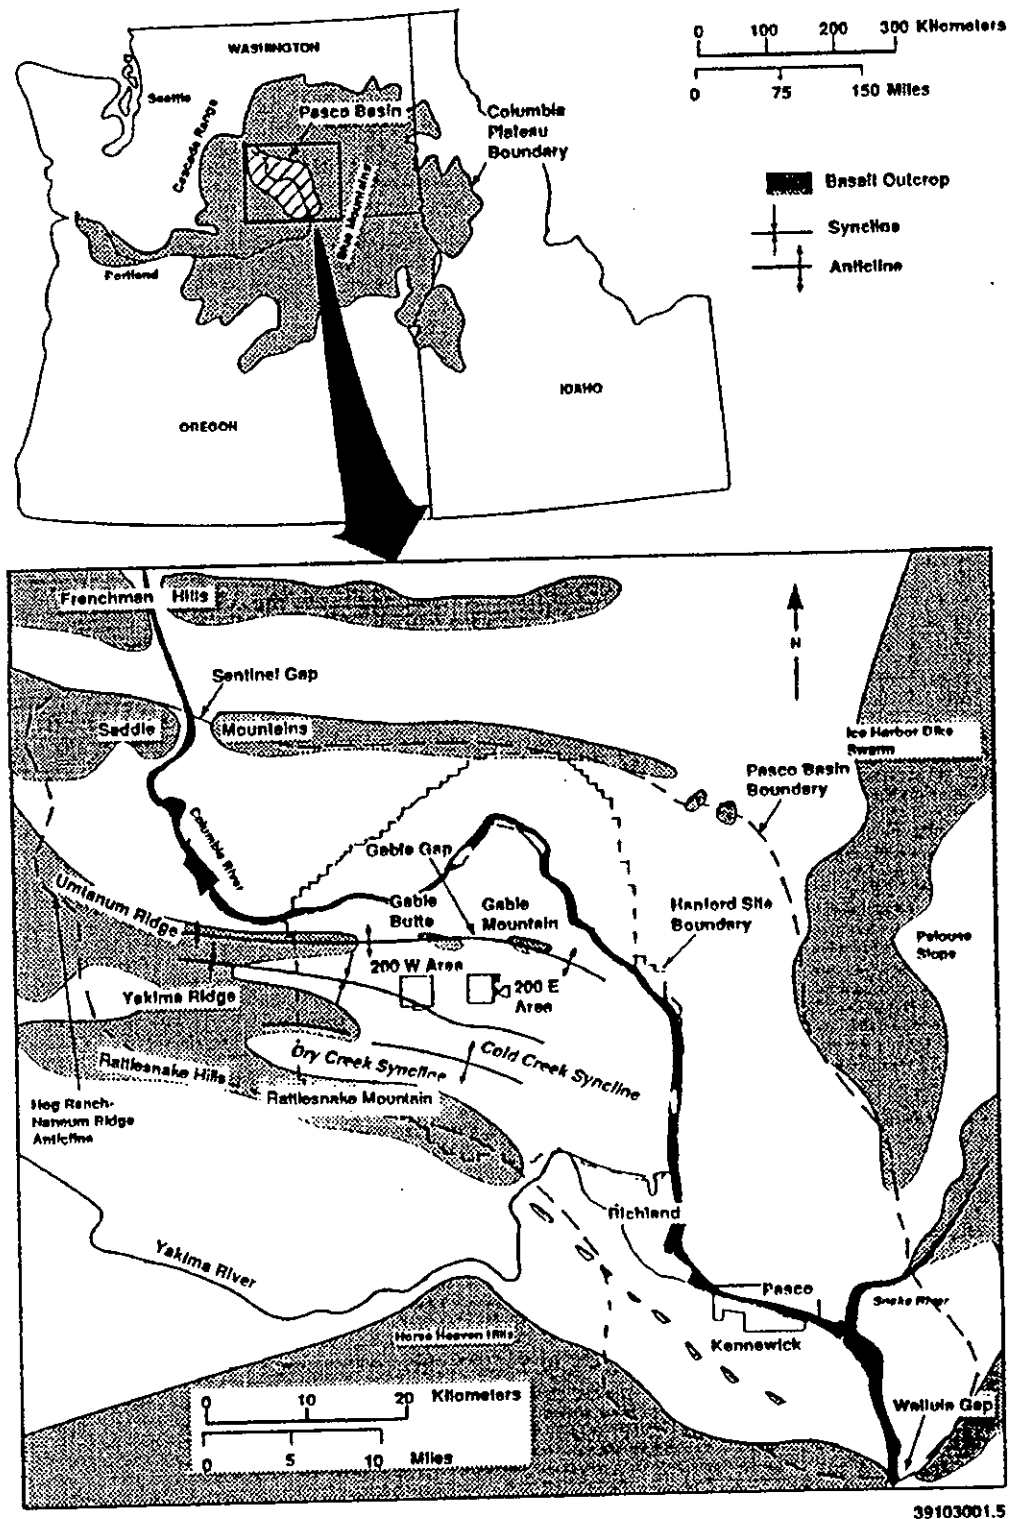 WASHINGTON
Seattle
Cascade Range
Pasco Basin
Columbia
Plateau
Boundary
Blue Mountains
Portland
OREGON
IDAHO
0 100 200 300 Kilometers
0 75 150 Miles
Basalt Outcrop
Syncline
Anticline
Frenchman Hills
Sentinel Gap
N
Saddle Mountains
Ice Harbor Dike
Swarm
Pasco Basin
Boundary
Columbia River
Gable Gap
Umtanum Ridge
Gable
Butte
Gable
Mountain
Hanford Site
Boundary
Palouse
Slope
200 W Area
200 E
Area
Yakima Ridge
Dry Creek Syncline
Cold Creek Syncline
Rattlesnake Hills
Rattlesnake Mountain
Hog Ranch-
Naneum Ridge
Anticline
Richland
Yakima River
Pasco
Snake River
Kennewick
Horse Heaven Hills
Wallula Gap
0 10 20 Kilometers
0 5 10 Miles
39103001.5